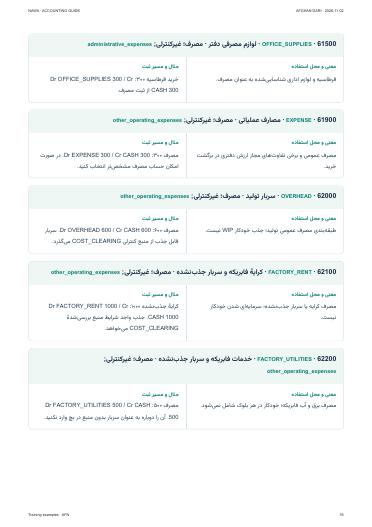 NAWA · ACCOUNTING GUIDE
AFGHANI DARI · 2026-11-02
61500 · OFFICE_SUPPLIES · لوازم مصرفی دفتر · مصرف؛ غیرکنترلی؛ administrative_expenses
معنی و محل استفاده
قرطاسیه و لوازم اداری شناسایی‌شده به عنوان مصرف.
مثال و مسیر ثبت
خرید قرطاسیه ۳۰۰: Dr OFFICE_SUPPLIES 300 / Cr
CASH 300 از ثبت مصرف.
61900 · EXPENSE · مصارف عملیاتی · مصرف؛ غیرکنترلی؛ other_operating_expenses
معنی و محل استفاده
مصرف عمومی و برخی تفاوت‌های مجاز ارزش دفتری در برگشت
خرید.
مثال و مسیر ثبت
مصرف ۳۰۰: Dr EXPENSE 300 / Cr CASH 300. در صورت
امکان حساب مصرف مشخص‌تر انتخاب کنید.
62000 · OVERHEAD · سربار تولید · مصرف؛ غیرکنترلی؛ other_operating_expenses
معنی و محل استفاده
طبقه‌بندی مصرف عمومی تولید؛ جذب خودکار WIP نیست.
مثال و مسیر ثبت
مصرف ۶۰۰: Dr OVERHEAD 600 / Cr CASH 600. سربار
قابل جذب از منبع کنترلی COST_CLEARING می‌گذرد.
62100 · FACTORY_RENT · کرایهٔ فابریکه و سربار جذب‌نشده · مصرف؛ غیرکنترلی؛ other_operating_expenses
معنی و محل استفاده
مصرف کرایه یا سربار جذب‌نشده؛ سرمایه‌ای شدن خودکار
نیست.
مثال و مسیر ثبت
کرایهٔ جذب‌نشده ۱۰۰۰: Dr FACTORY_RENT 1000 / Cr
CASH 1000. جذب واجد شرایط منبع بررسی‌شدهٔ
COST_CLEARING می‌خواهد.
62200 · FACTORY_UTILITIES · خدمات فابریکه و سربار جذب‌نشده · مصرف؛ غیرکنترلی؛
other_operating_expenses
معنی و محل استفاده
مصرف برق و آب فابریکه؛ خودکار در هر بلوک شامل نمی‌شود.
مثال و مسیر ثبت
مصرف ۵۰۰: Dr FACTORY_UTILITIES 500 / Cr CASH
500. آن را دوباره به عنوان سربار بدون منبع در بچ وارد نکنید.
Training examples · AFN